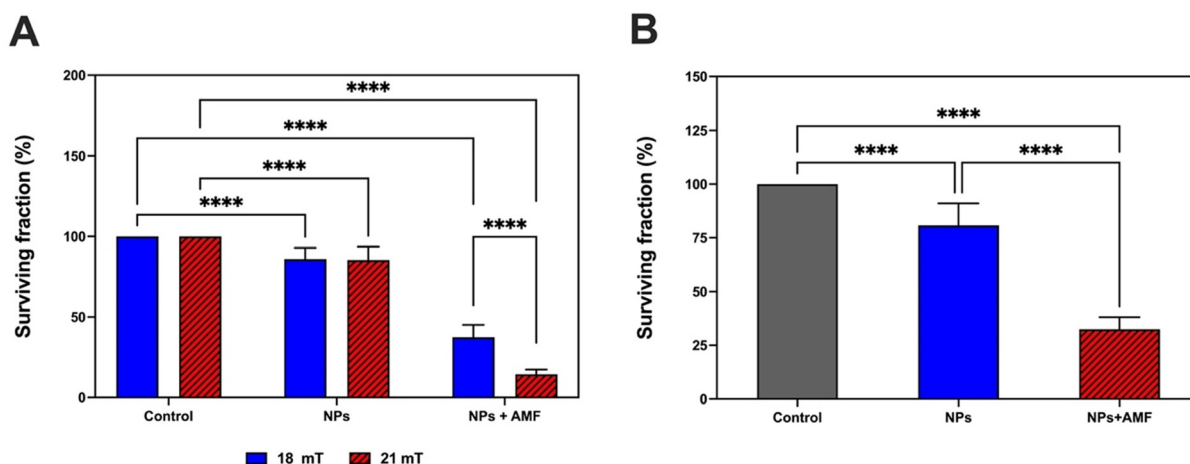 A
Surviving fraction (%)
200
150
100
50
0
****
****
****
****
****
Control
NPs
NPs + AMF
18 mT
21 mT
B
Surviving fraction (%)
150
125
100
75
50
25
0
****
****
****
Control
NPs
NPs+AMF